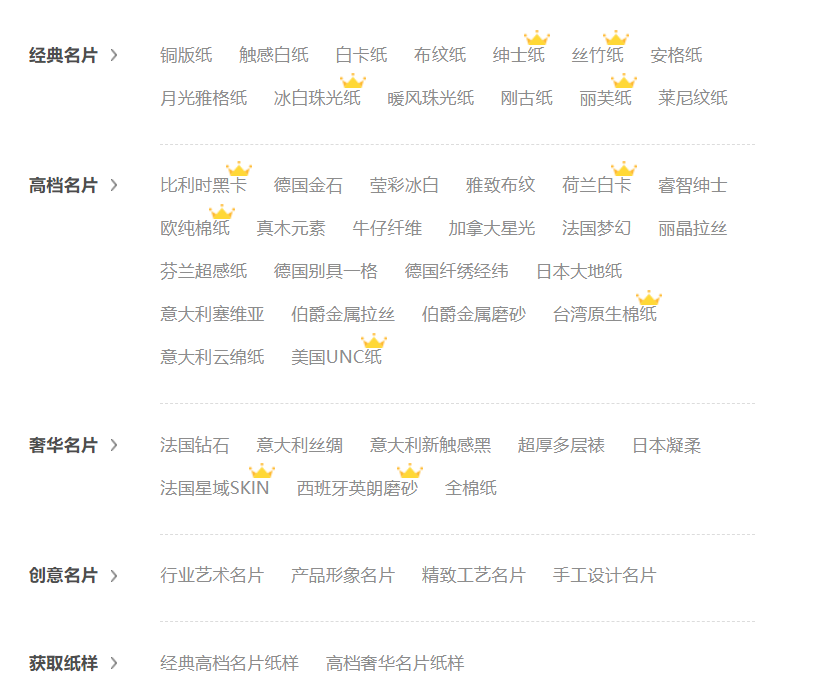 经典名片 铜版纸 触感白纸 白卡纸 布纹纸 绅士纸 丝竹纸 安格纸
月光雅格纸 冰白珠光纸 暖风珠光纸 刚古纸 丽芙纸 莱尼纹纸
高档名片 比利时黑卡 德国金石 莹彩冰白 雅致布纹 荷兰白卡 睿智绅士
欧纯棉纸 真木元素 牛仔纤维 加拿大星光 法国梦幻 丽晶拉丝
芬兰超感纸 德国别具一格 德国纤绣经纬 日本大地纸
意大利塞维亚 伯爵金属拉丝 伯爵金属磨砂 台湾原生棉纸
意大利云绵纸 美国UNC纸
奢华名片 法国钻石 意大利丝绸 意大利新触感黑 超厚多层裱 日本凝柔
法国星域SKIN 西班牙英朗磨砂 全棉纸
创意名片 行业艺术名片 产品形象名片 精致工艺名片 手工设计名片
获取纸样 经典高档名片纸样 高档奢华名片纸样